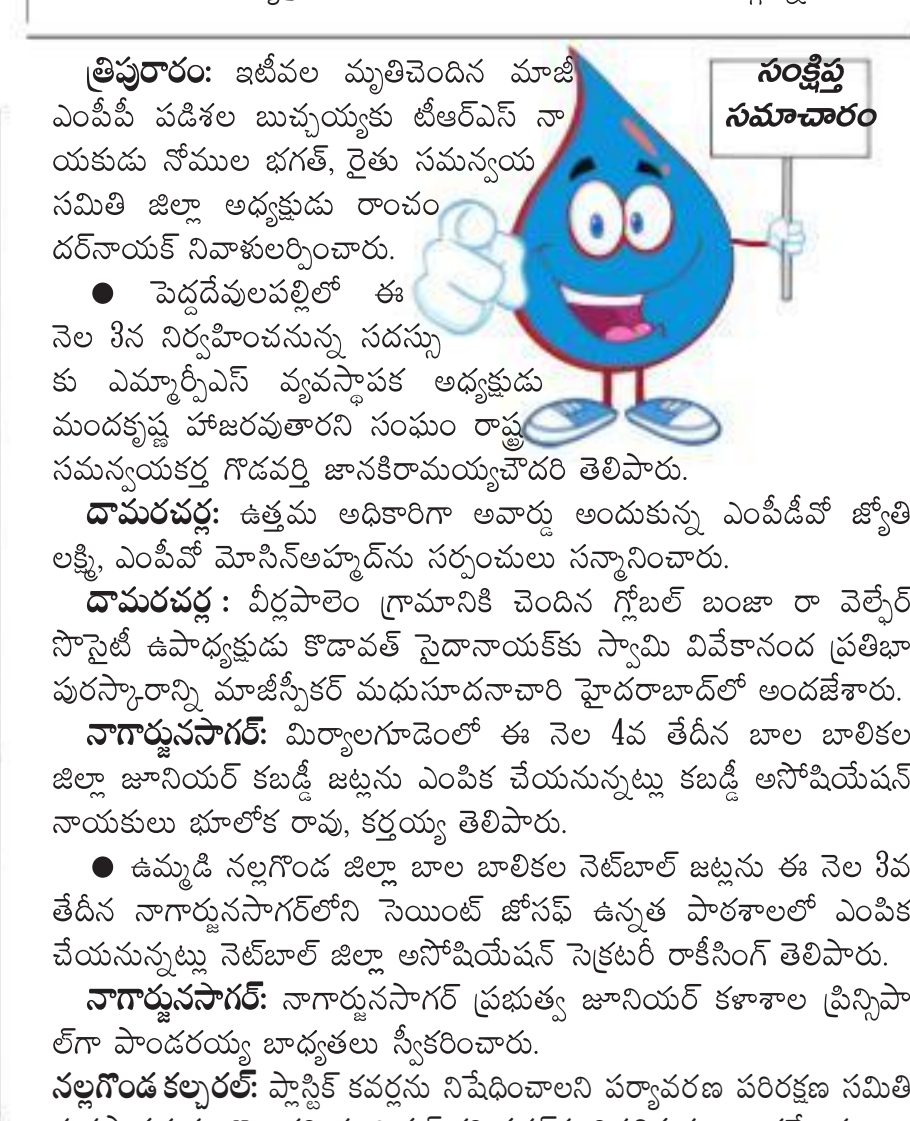 సంక్షిప్త
సమాచారం
త్రిపురారం: ఇటీవల మృతిచెందిన మాజీ
ఎంపీపీ పడిశల బుచ్చయ్యకు టీఆర్ఎస్ నా
యకుడు నోముల భగత్, రైతు సమన్వయ
సమితి జిల్లా అధ్యక్షుడు రాంచం
దర్‌నాయక్ నివాళులర్పించారు.
● పెద్దదేవులపల్లిలో ఈ
నెల 3న నిర్వహించనున్న సదస్సు
కు ఎమ్మార్పీఎస్ వ్యవస్థాపక అధ్యక్షుడు
మందకృష్ణ హాజరవుతారని సంఘం రాష్ట్ర
సమన్వయకర్త గొడవర్తి జానకిరామయ్యచౌదరి తెలిపారు.
దామరచర్ల: ఉత్తమ అధికారిగా అవార్డు అందుకున్న ఎంపీడీవో జ్యోతి
లక్ష్మి, ఎంపీవో మోసిన్‌అహ్మద్‌ను సర్పంచులు సన్మానించారు.
దామరచర్ల : వీర్లపాలెం గ్రామానికి చెందిన గ్లోబల్ బంజా రా వెల్ఫేర్
సొసైటీ ఉపాధ్యక్షుడు కొడావత్ సైదానాయక్‌కు స్వామి వివేకానంద ప్రతిభా
పురస్కారాన్ని మాజీస్పీకర్ మధుసూదనాచారి హైదరాబాద్‌లో అందజేశారు.
నాగార్జునసాగర్: మిర్యాలగూడెంలో ఈ నెల 4వ తేదీన బాల బాలికల
జిల్లా జూనియర్ కబడ్డీ జట్లను ఎంపిక చేయనున్నట్లు కబడ్డీ అసోషియేషన్
నాయకులు భూలోక రావు, కర్తయ్య తెలిపారు.
● ఉమ్మడి నల్లగొండ జిల్లా బాల బాలికల నెట్‌బాల్ జట్లను ఈ నెల 3వ
తేదీన నాగార్జునసాగర్‌లోని సెయింట్ జోసఫ్ ఉన్నత పాఠశాలలో ఎంపిక
చేయనున్నట్లు నెట్‌బాల్ జిల్లా అసోషియేషన్ సెక్రటరీ రాకీసింగ్ తెలిపారు.
నాగార్జునసాగర్: నాగార్జునసాగర్ ప్రభుత్వ జూనియర్ కళాశాల ప్రిన్సిపా
ల్‌గా పాండరయ్య బాధ్యతలు స్వీకరించారు.
నల్లగొండ కల్చరల్: ప్లాస్టిక్ కవర్లను నిషేధించాలని పర్యావరణ పరిరక్షణ సమితి